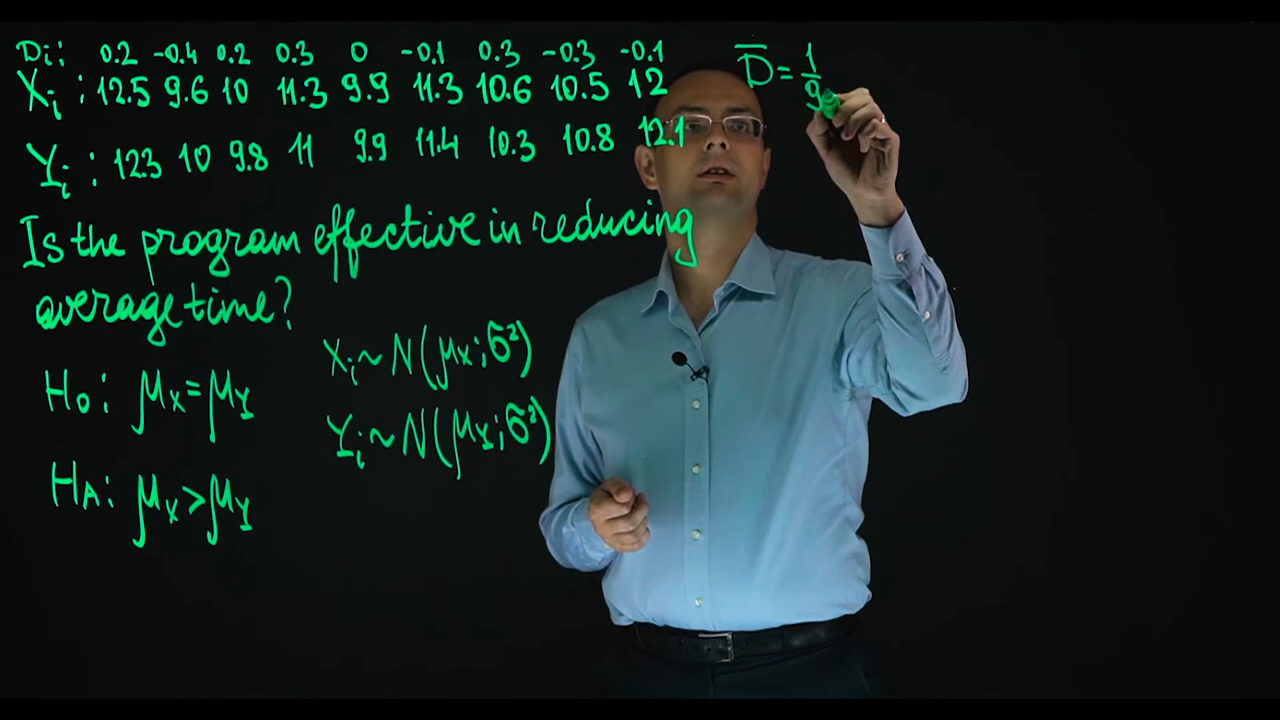 Di: 0.2 -0.4 0.2 0.3 0 -0.1 0.3 -0.3 -0.1
Xi: 12.5 9.6 10 11.3 9.9 11.3 10.6 10.5 12
Yi: 12.3 10 9.8 11 9.9 11.4 10.3 10.8 12.1
D̅ = 1/9
Is the program effective in reducing
average time?
Xi ~ N(μx; σ²)
H0: μx = μY
Yi ~ N(μY; σ²)
HA: μx > μY